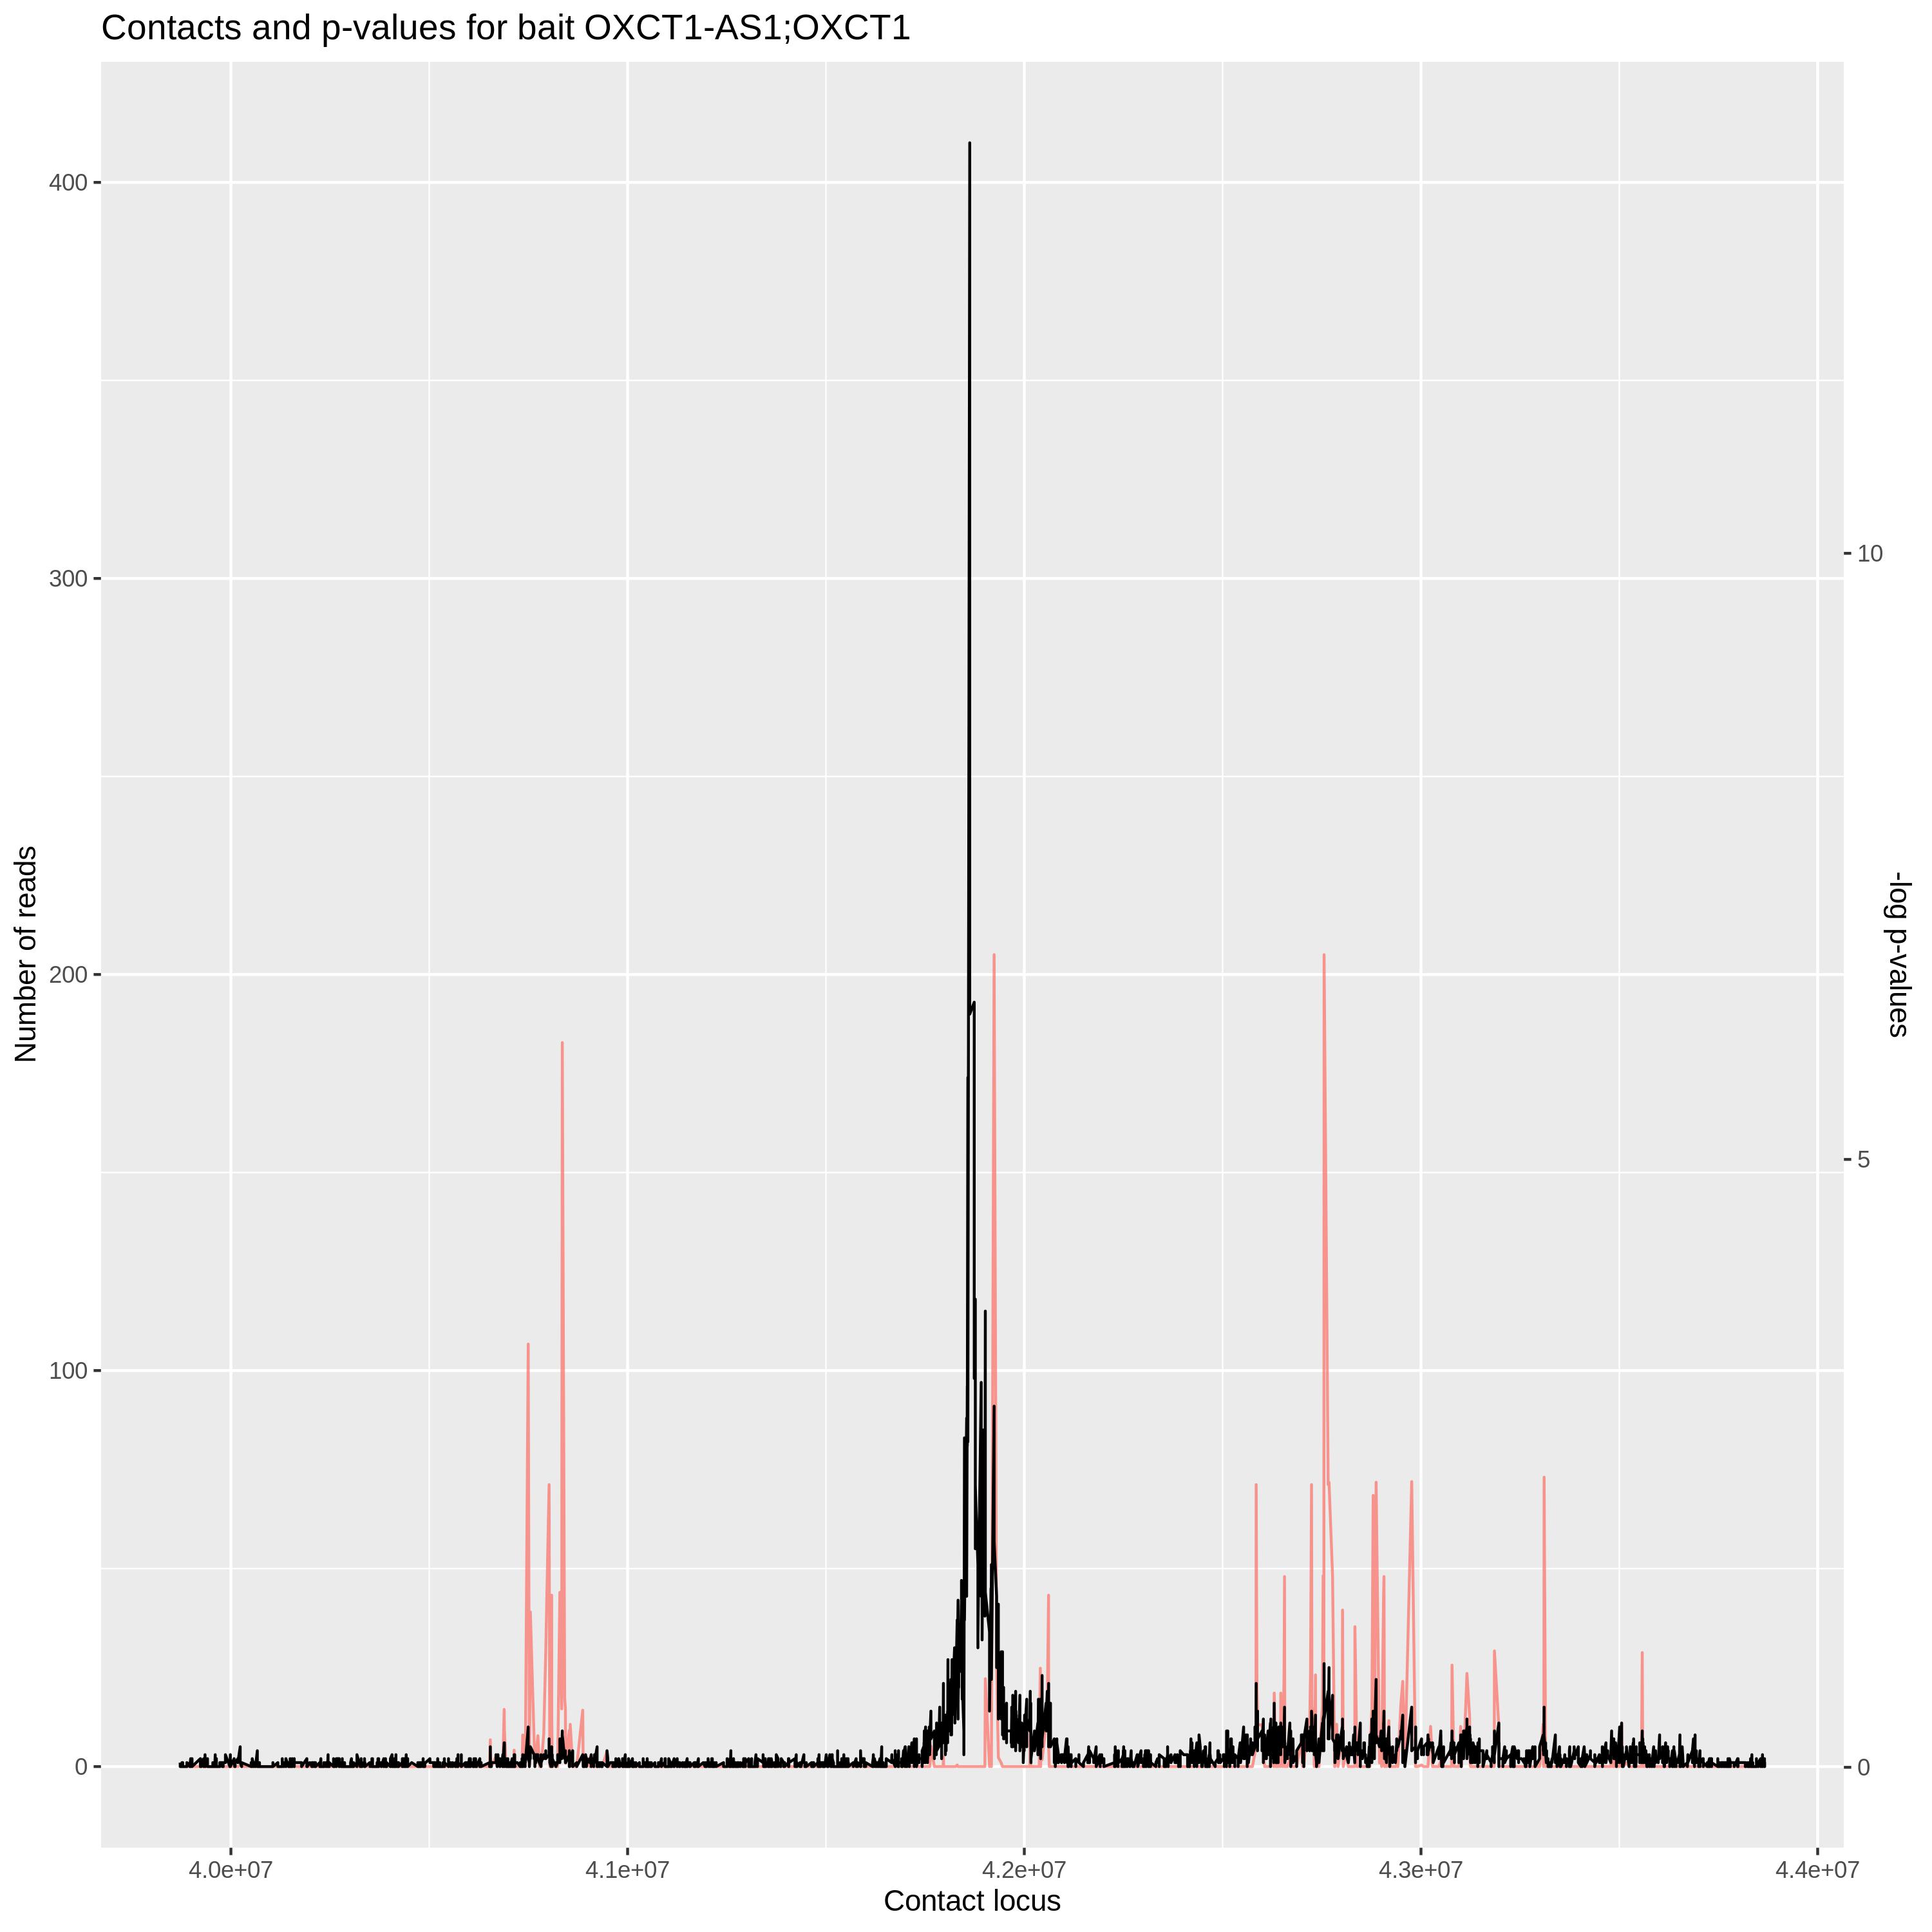 Contacts and p-values for bait OXCT1-AS1;OXCT1
400
300
200
100
0
Number of reads
10
5
0
-log p-values
4.0e+07
4.1e+07
4.2e+07
4.3e+07
4.4e+07
Contact locus